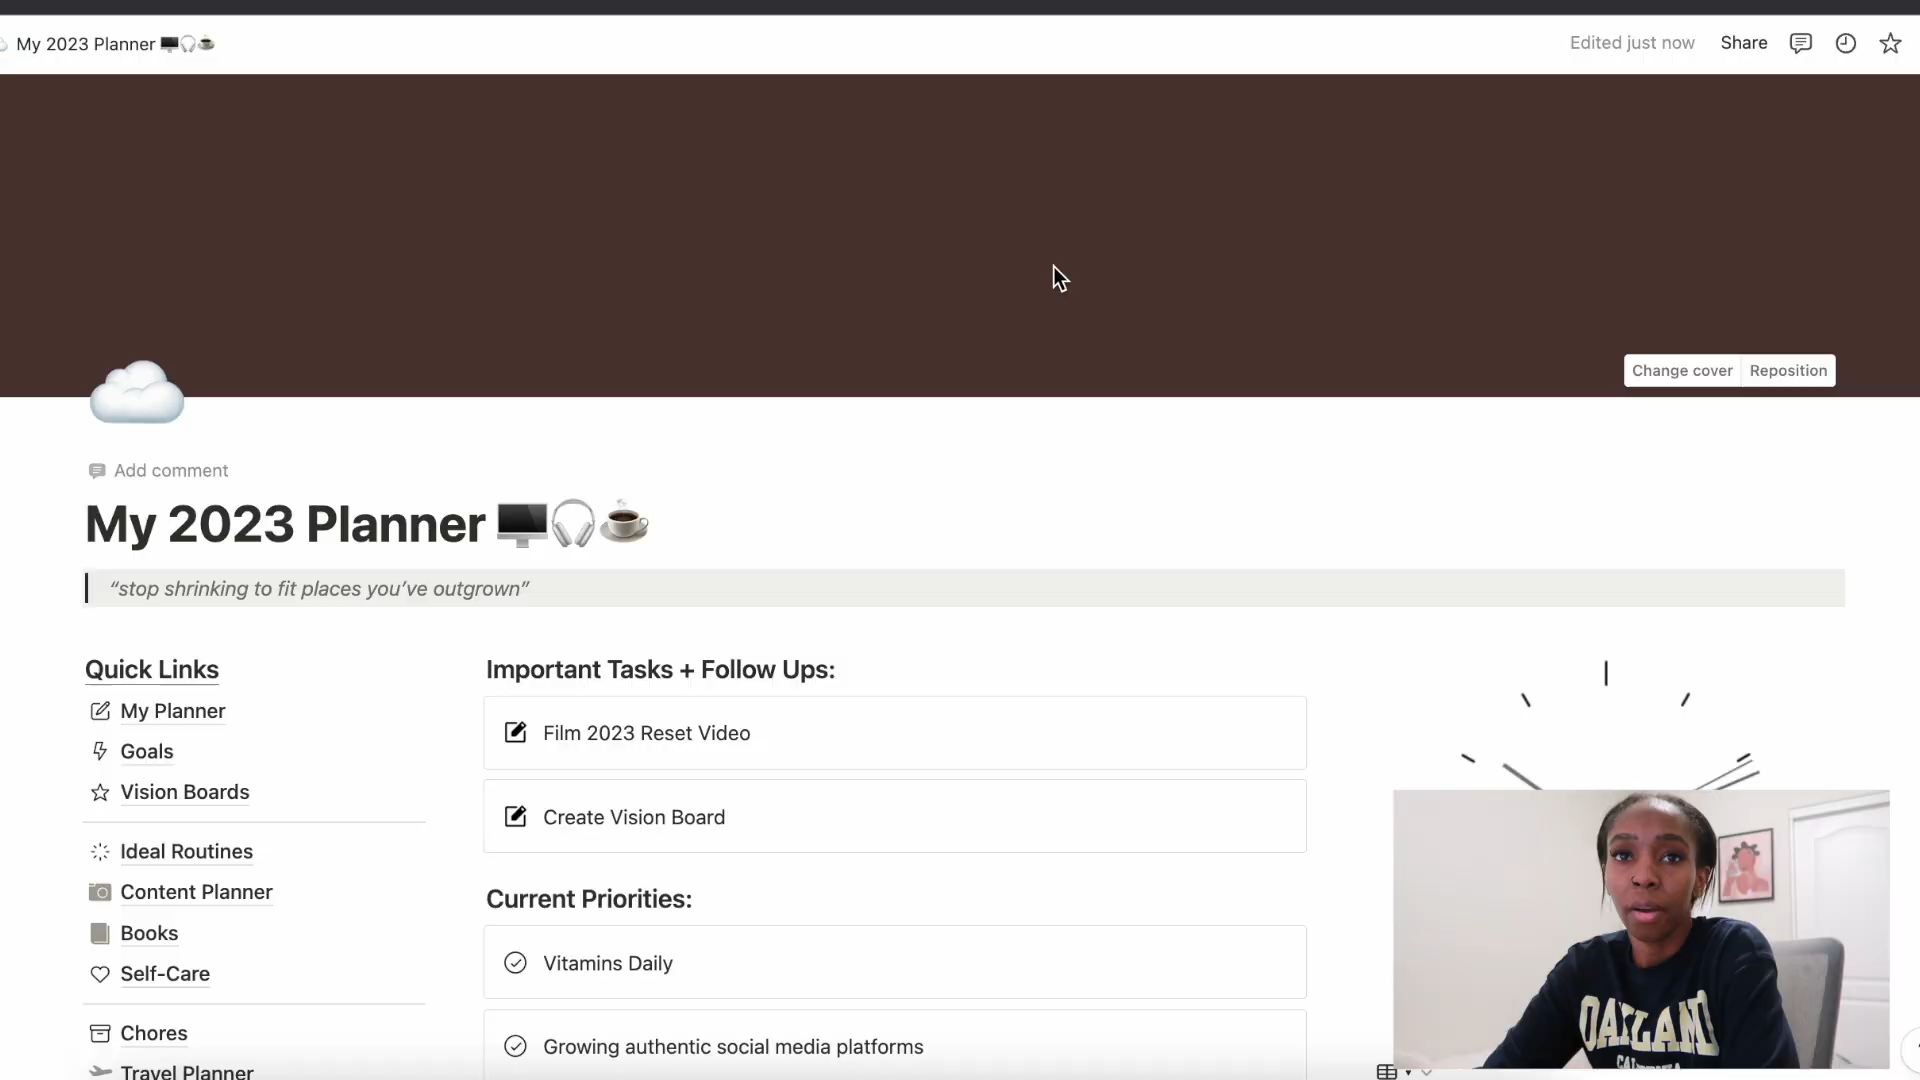 My 2023 Planner 🖥️🎧☕
Edited just now
Share
Change cover
Reposition
Add comment
My 2023 Planner 🖥️🎧☕
“stop shrinking to fit places you’ve outgrown”
Quick Links
My Planner
Goals
Vision Boards
Ideal Routines
Content Planner
Books
Self-Care
Chores
Travel Planner
Important Tasks + Follow Ups:
Film 2023 Reset Video
Create Vision Board
Current Priorities:
Vitamins Daily
Growing authentic social media platforms
OAKLAND